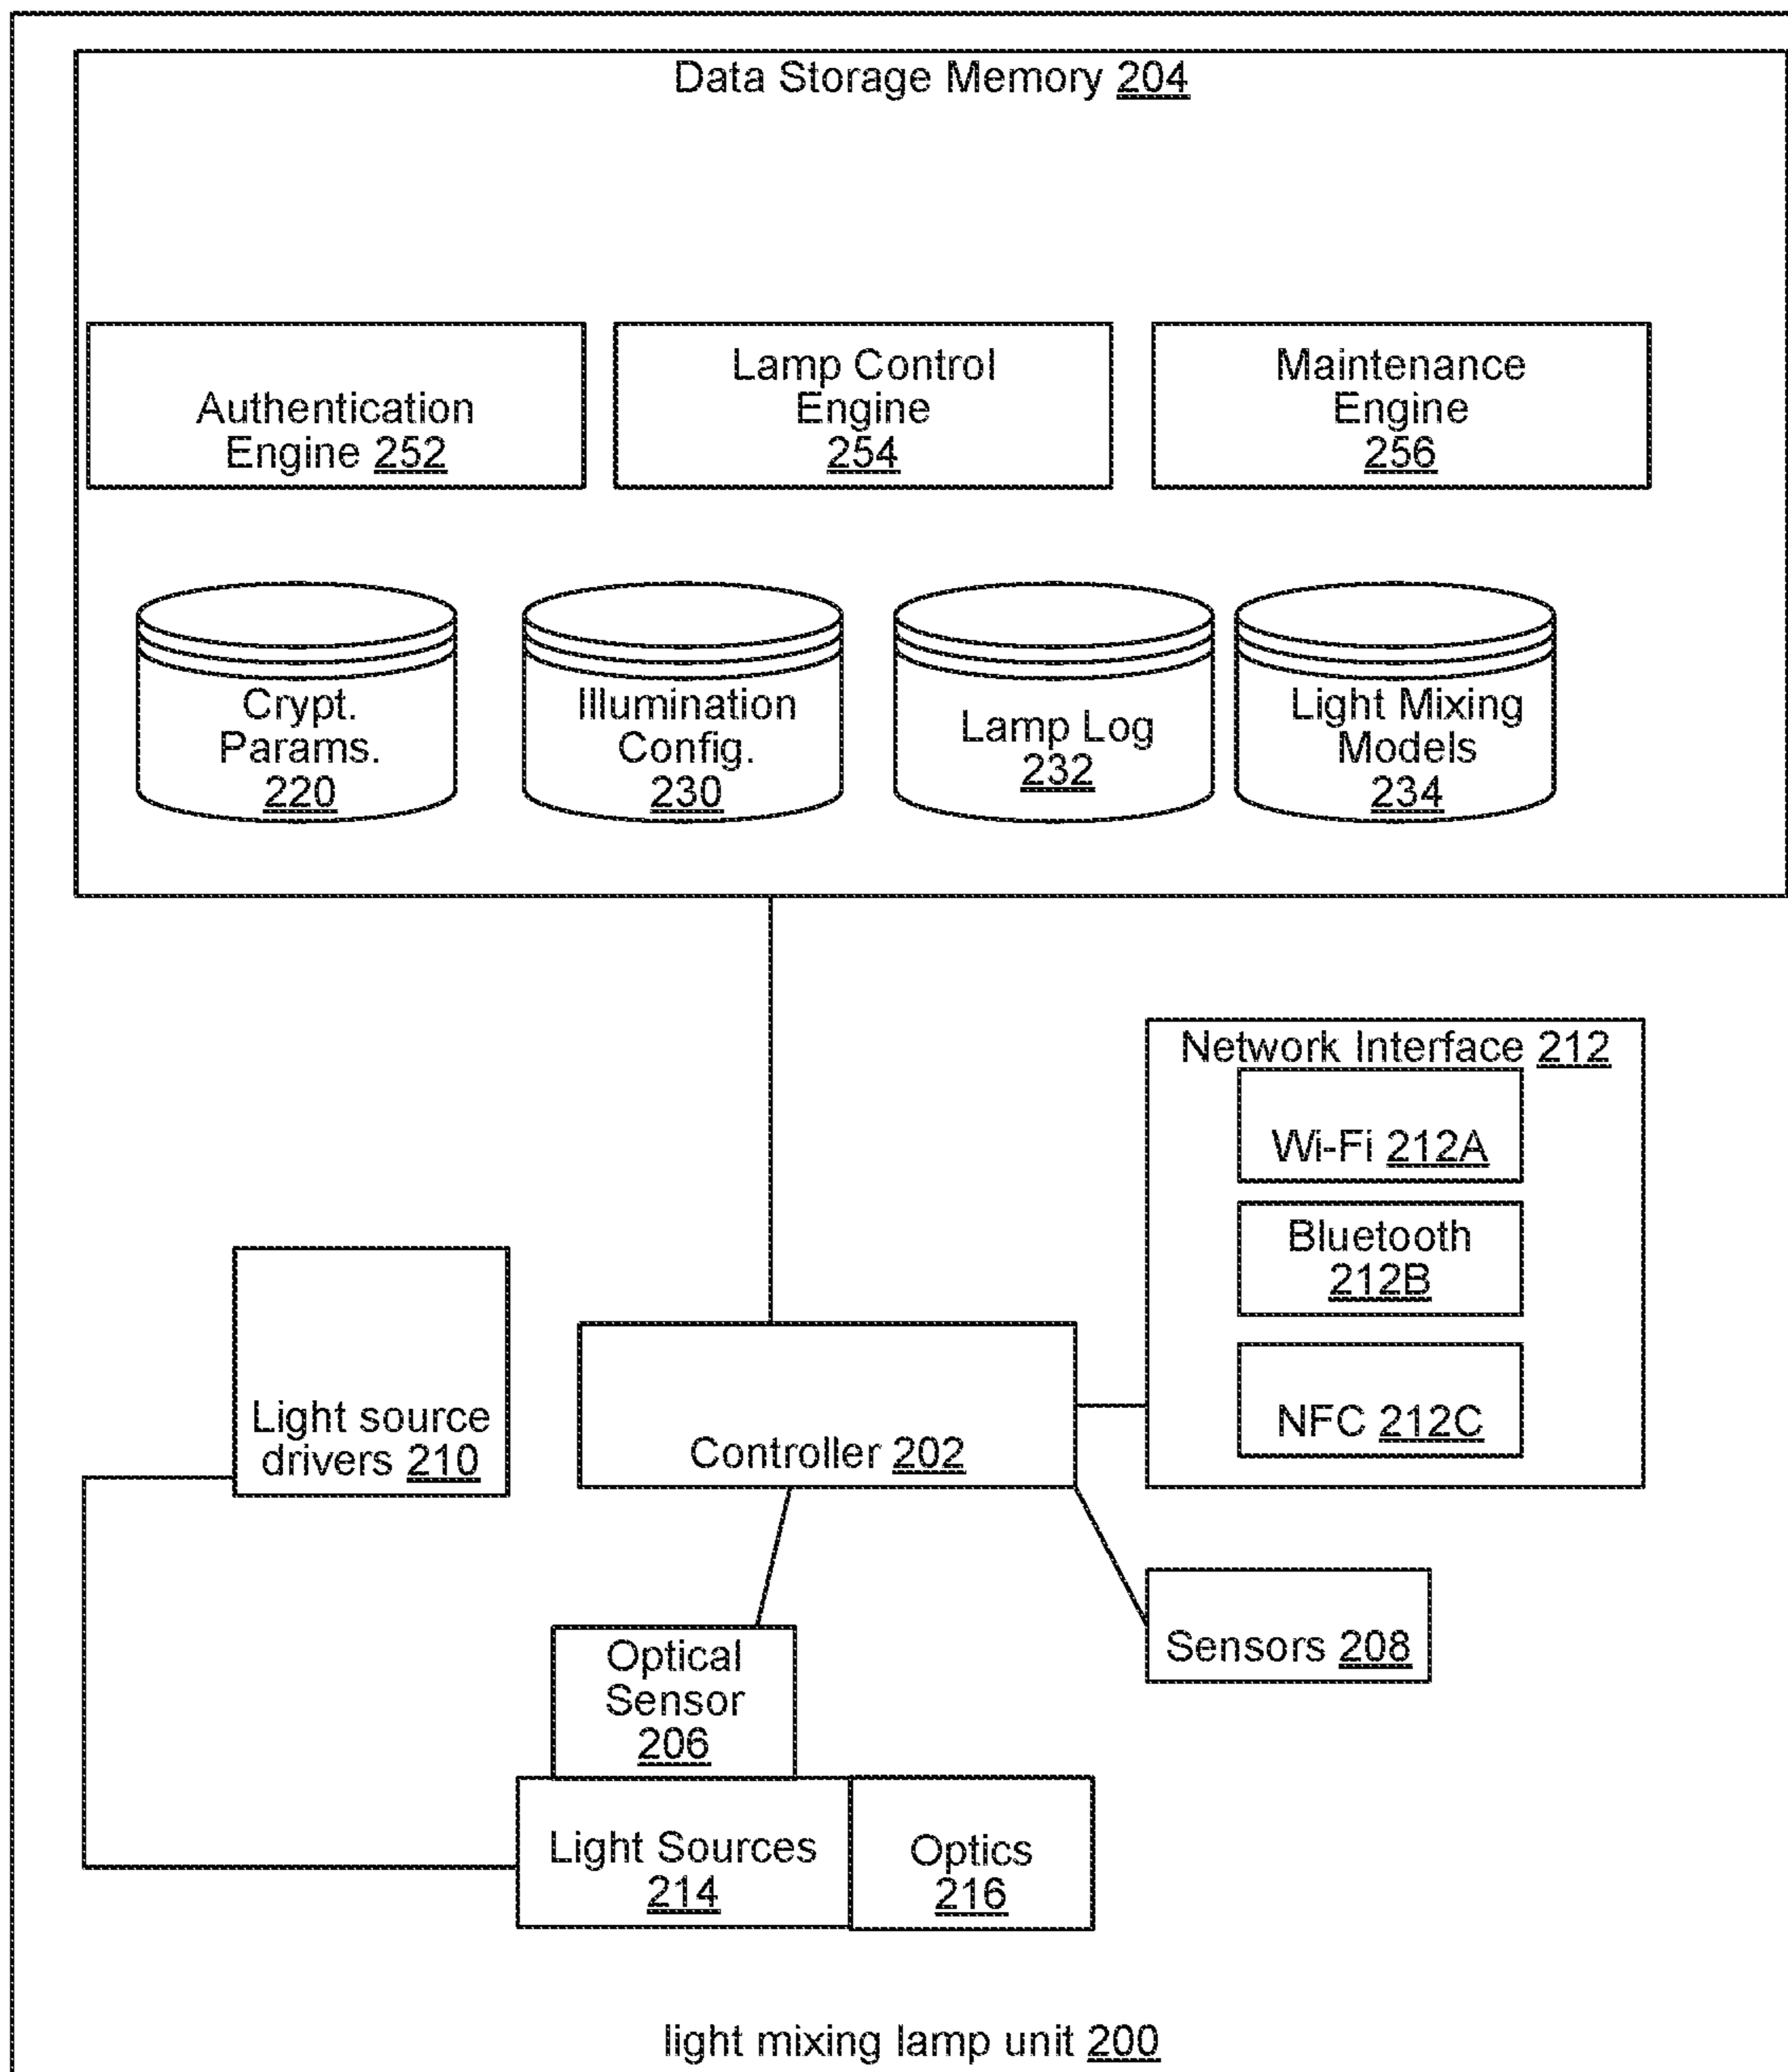 Data Storage Memory 204
Authentication
Engine 252
Lamp Control
Engine
254
Maintenance
Engine
256
Crypt.
Params.
220
Illumination
Config.
230
Lamp Log
232
Light Mixing
Models
234
Network Interface 212
Wi-Fi 212A
Bluetooth
212B
NFC 212C
Light source
drivers 210
Controller 202
Sensors 208
Optical
Sensor
206
Light Sources
214
Optics
216
light mixing lamp unit 200